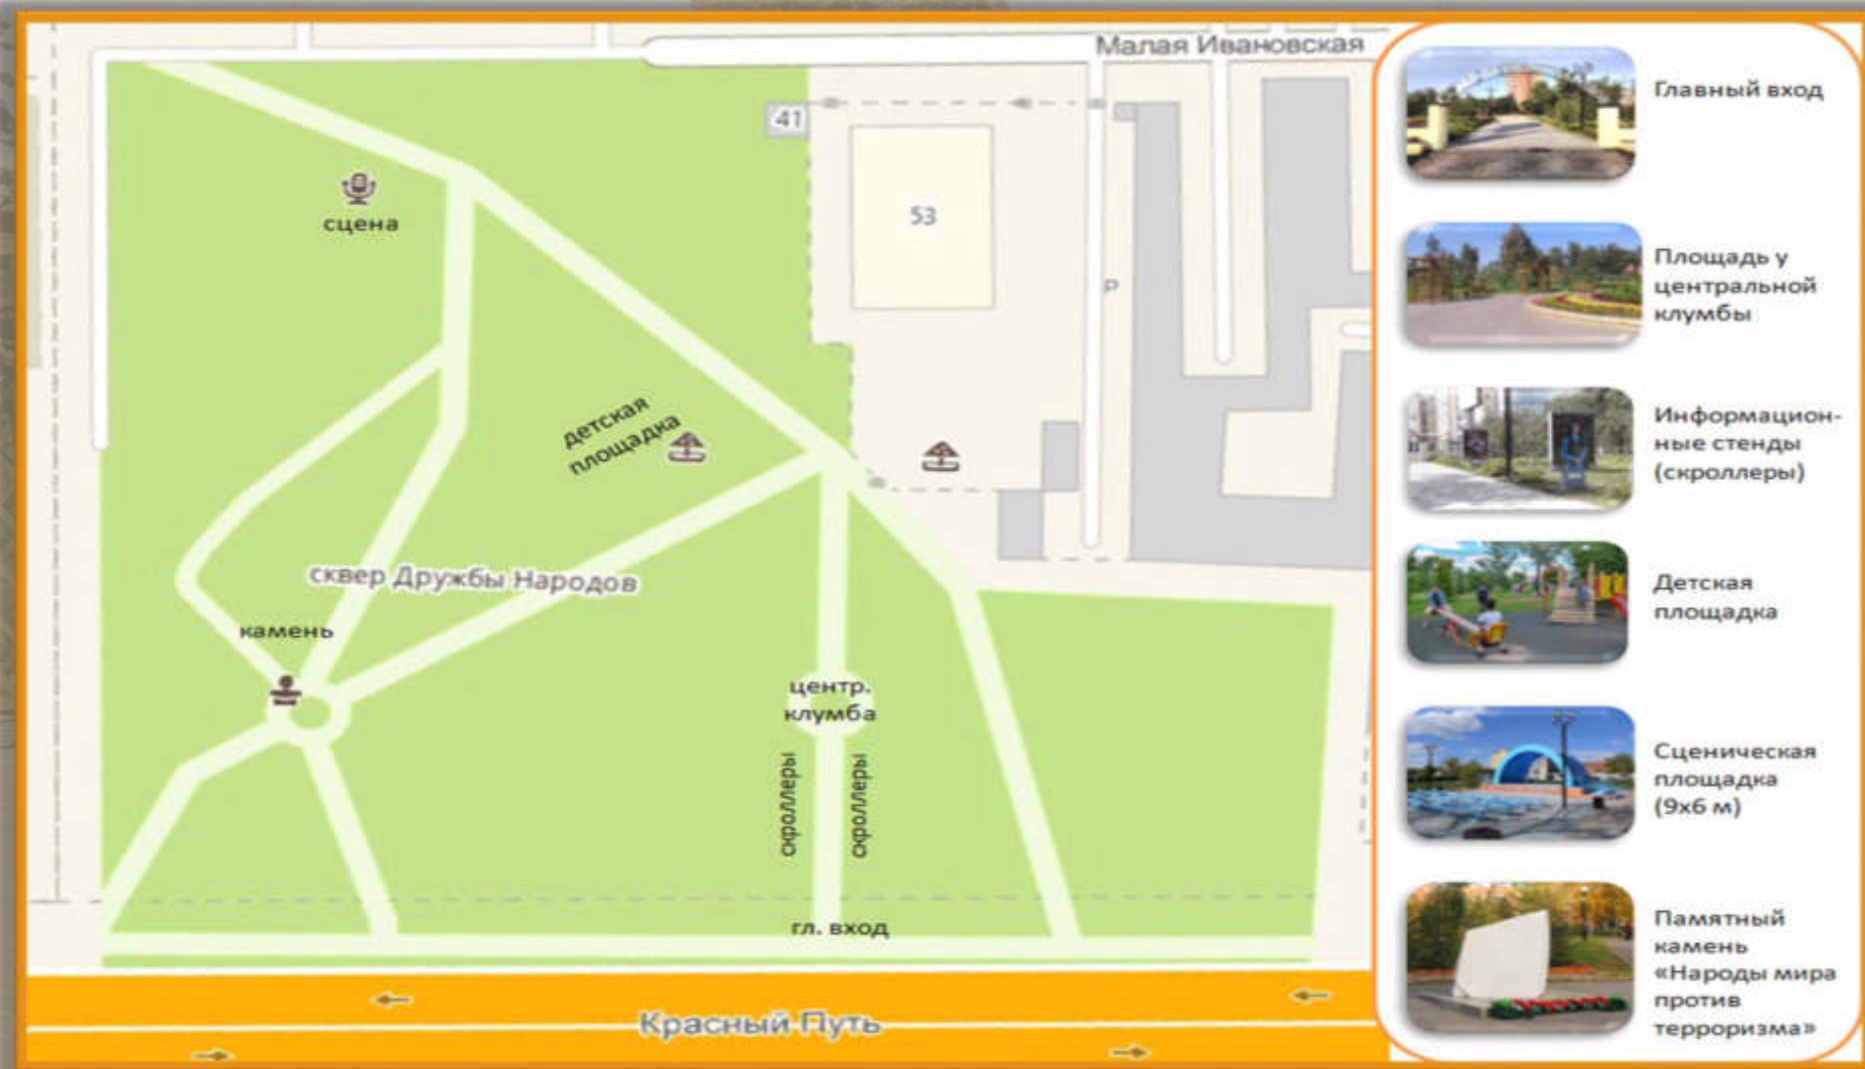 Малая Ивановская
41
53
P
сцена
детская
площадка
сквер Дружбы Народов
камень
центр.
клумба
скроллеры
скроллеры
гл. вход
Красный Путь
Главный вход
Площадь у
центральной
клумбы
Информацион-
ные стенды
(скроллеры)
Детская
площадка
Сценическая
площадка
(9х6 м)
Памятный
камень
«Народы мира
против
терроризма»